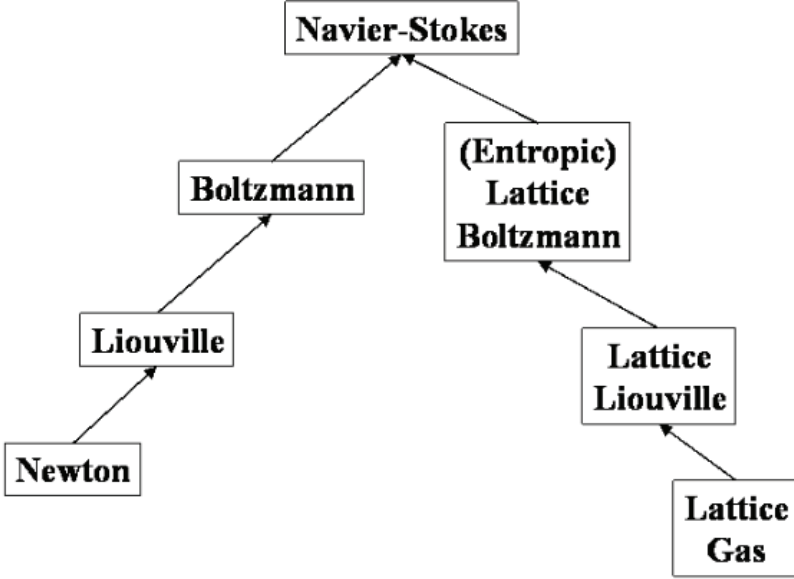 Navier-Stokes
(Entropic)
Lattice
Boltzmann
Boltzmann
Liouville
Lattice
Liouville
Newton
Lattice
Gas